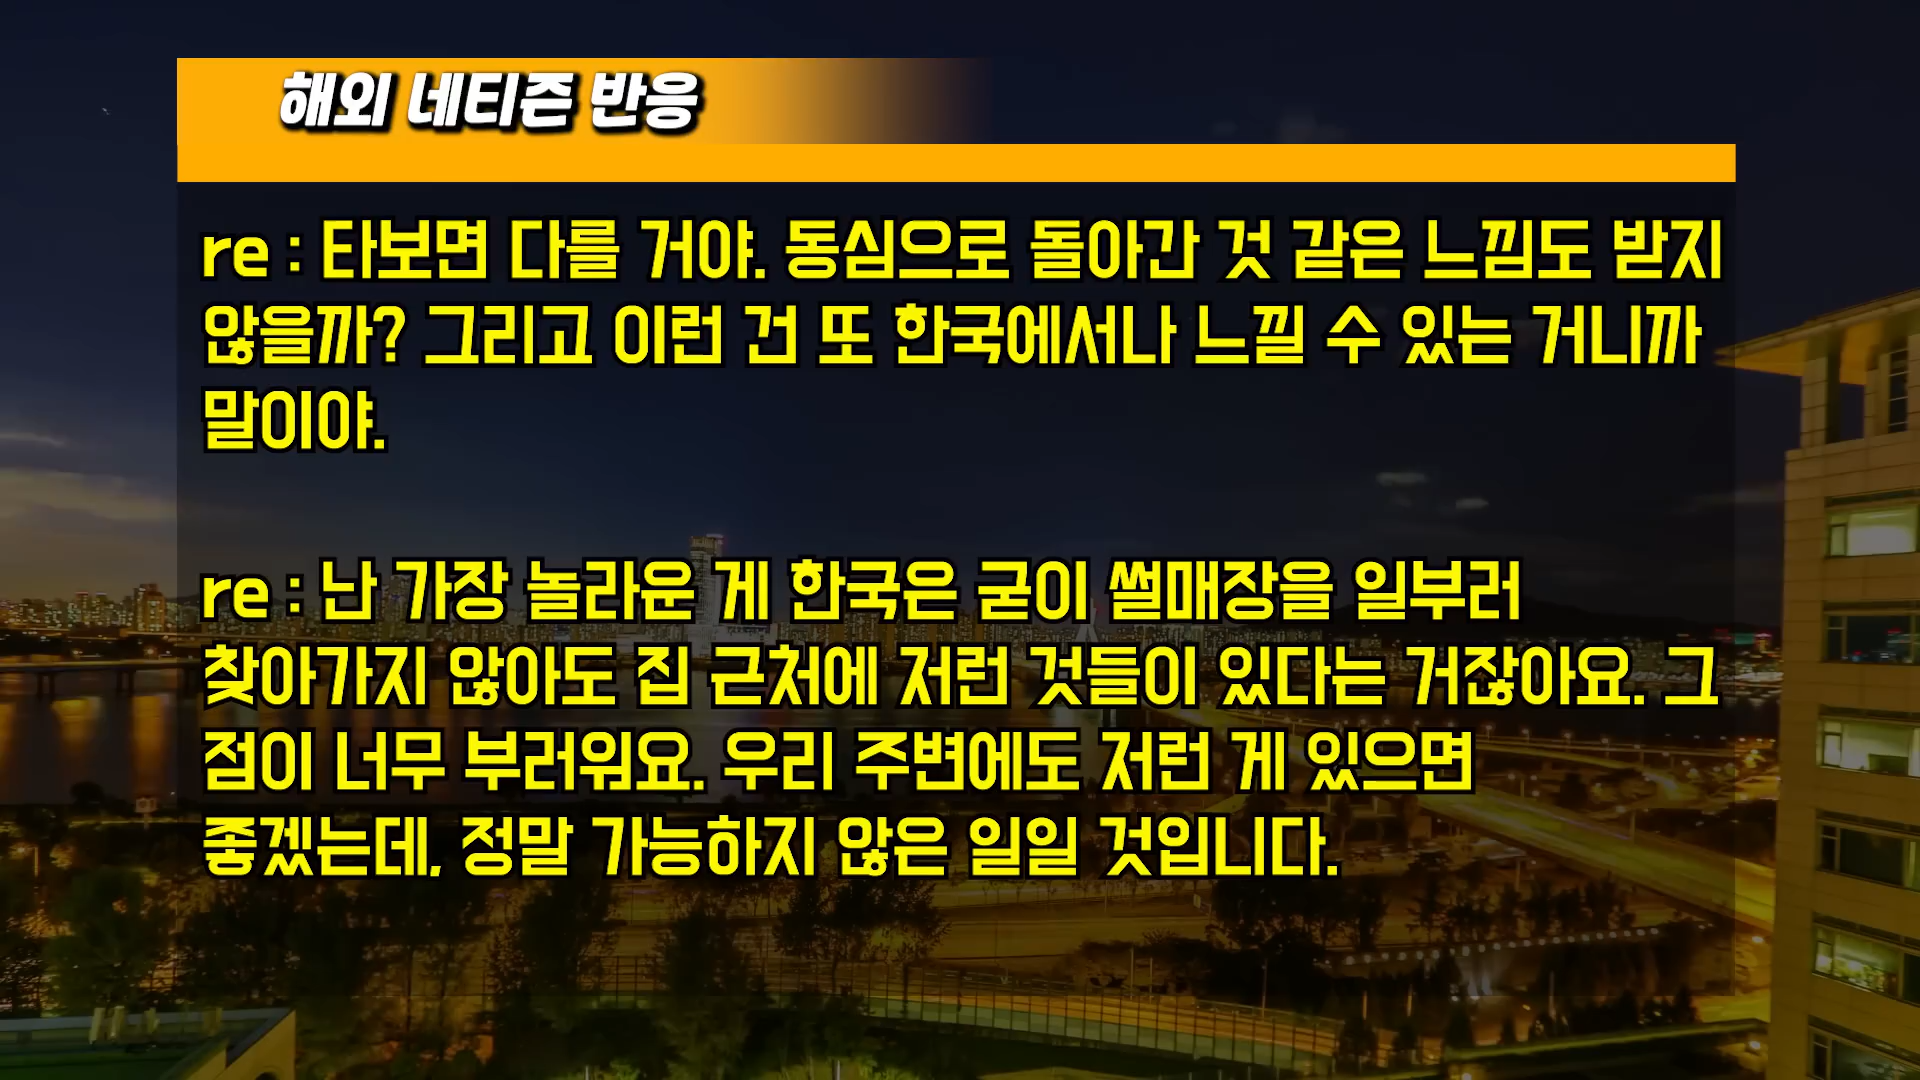 해외 네티즌 반응
re : 타보면 다를 거야. 동심으로 돌아간 것 같은 느낌도 받지
않을까? 그리고 이런 건 또 한국에서나 느낄 수 있는 거니까
말이야.
re : 난 가장 놀라운 게 한국은 굳이 썰매장을 일부러
찾아가지 않아도 집 근처에 저런 것들이 있다는 거잖아요. 그
점이 너무 부러워요. 우리 주변에도 저런 게 있으면
좋겠는데, 정말 가능하지 않은 일일 것입니다.